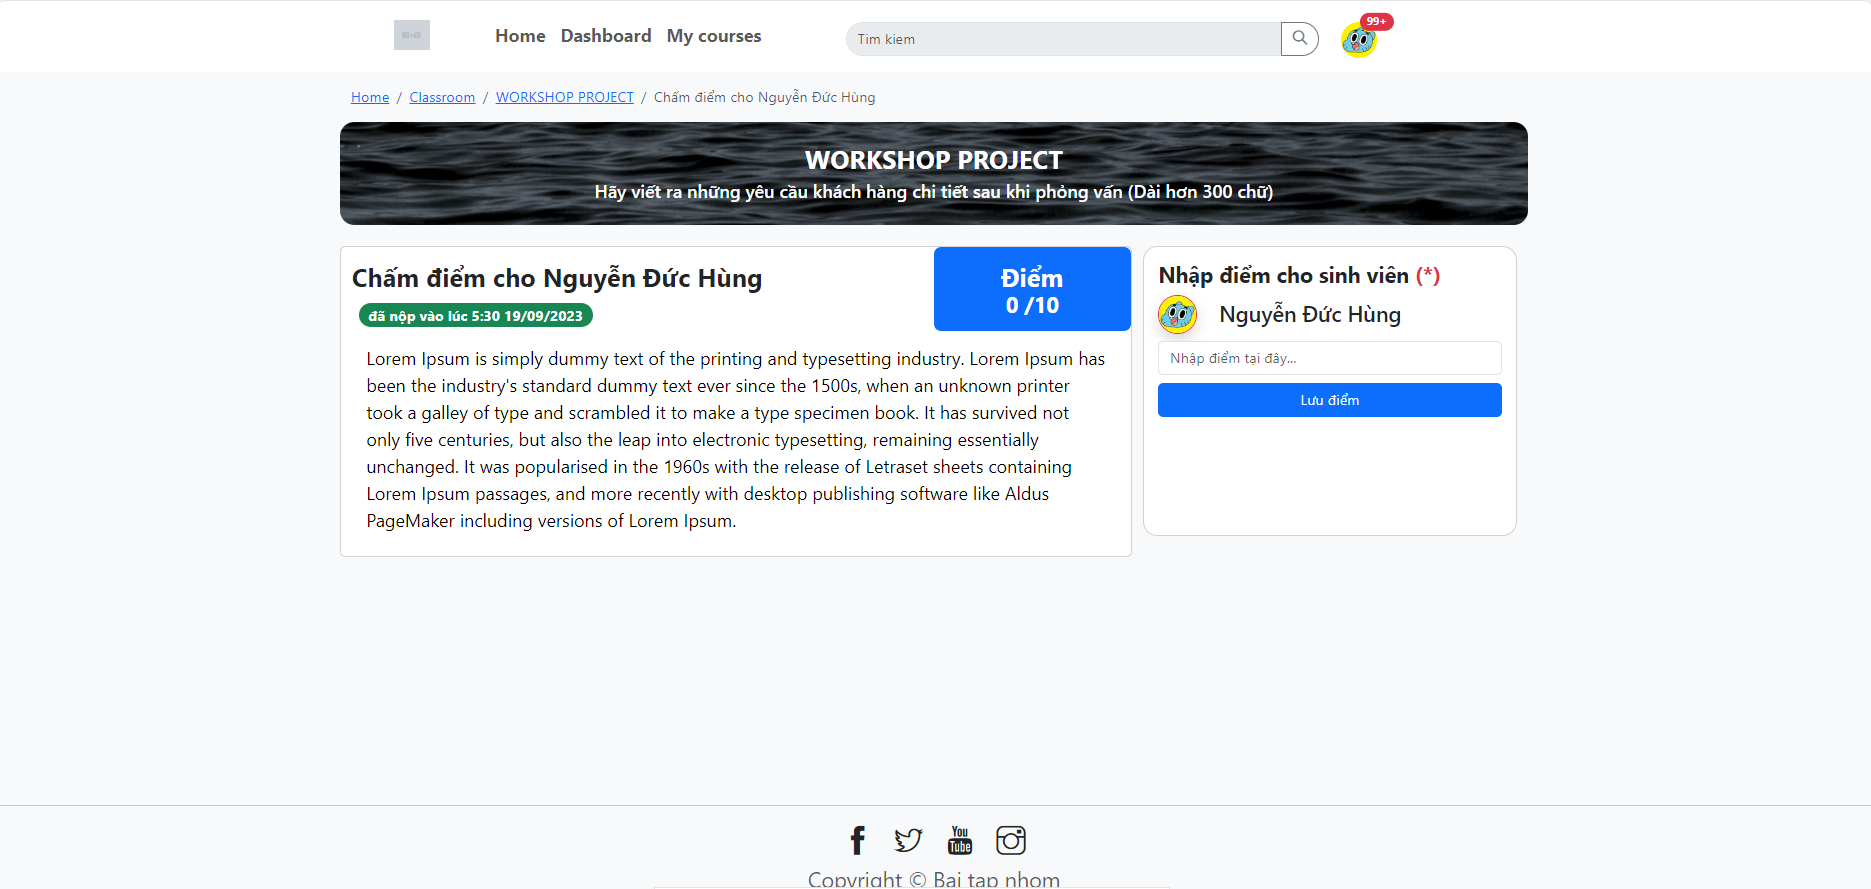 Home Dashboard My courses
Tim kiem
99+
Home / Classroom / WORKSHOP PROJECT / Chấm điểm cho Nguyễn Đức Hùng
WORKSHOP PROJECT
Hãy viết ra những yêu cầu khách hàng chi tiết sau khi phỏng vấn (Dài hơn 300 chữ)
Chấm điểm cho Nguyễn Đức Hùng
đã nộp vào lúc 5:30 19/09/2023
Điểm
0 /10
Lorem Ipsum is simply dummy text of the printing and typesetting industry. Lorem Ipsum has
been the industry's standard dummy text ever since the 1500s, when an unknown printer
took a galley of type and scrambled it to make a type specimen book. It has survived not
only five centuries, but also the leap into electronic typesetting, remaining essentially
unchanged. It was popularised in the 1960s with the release of Letraset sheets containing
Lorem Ipsum passages, and more recently with desktop publishing software like Aldus
PageMaker including versions of Lorem Ipsum.
Nhập điểm cho sinh viên (*)
Nguyễn Đức Hùng
Nhập điểm tại đây...
Lưu điểm
You
Tube
Copyright © Bai tap nhom